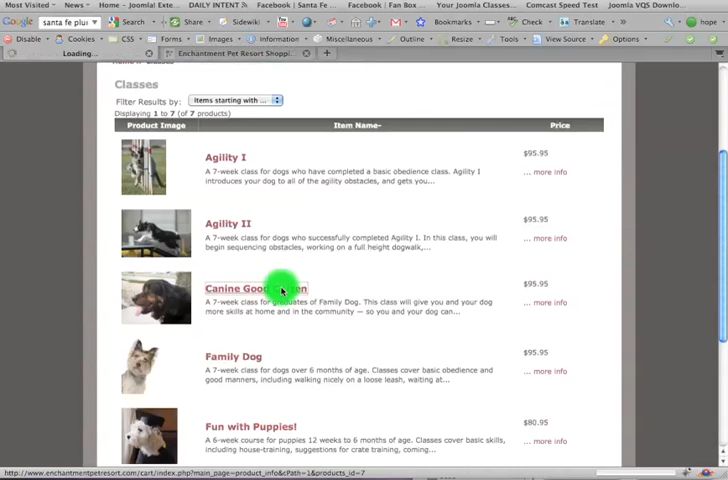 Most Visited News Home - Joomla! Exte... DAILY INTENT Facebook | Santa Fe ... Facebook | Fan Box ... Your Joomla! Classes... Comcast Speed Test Joomla VQS Downlo...
Google santa fe plus Search Share Sidewiki Bookmarks Check Translate hope
Disable Cookies CSS Forms Images Information Miscellaneous Outline Resize Tools View Source Options
Loading... Enchantment Pet Resort Shoppi...
Classes
Filter Results by: Items starting with ...
Displaying 1 to 7 (of 7 products)
Product Image Item Name- Price
Agility I $95.95
A 7-week class for dogs who have completed a basic obedience class. Agility I ... more info
introduces your dog to all of the agility obstacles, and gets you...
Agility II $95.95
A 7-week class for dogs who successfully completed Agility I. In this class, you will ... more info
begin sequencing obstacles, working on a full height dogwalk,...
Canine Good $95.95
A 7-week class for graduates of Family Dog. This class will give you and your dog ... more info
more skills at home and in the community — so you and your dog can...
Family Dog $95.95
A 7-week class for dogs over 6 months of age. Classes cover basic obedience and ... more info
good manners, including walking nicely on a loose leash, waiting at...
Fun with Puppies! $80.95
A 6-week course for puppies 12 weeks to 6 months of age. Classes cover basic skills, ... more info
including house-training, suggestions for crate training, coming...
http://www.enchantmentpetresort.com/cart/index.php?main_page=product_info&cPath=1&products_id=7